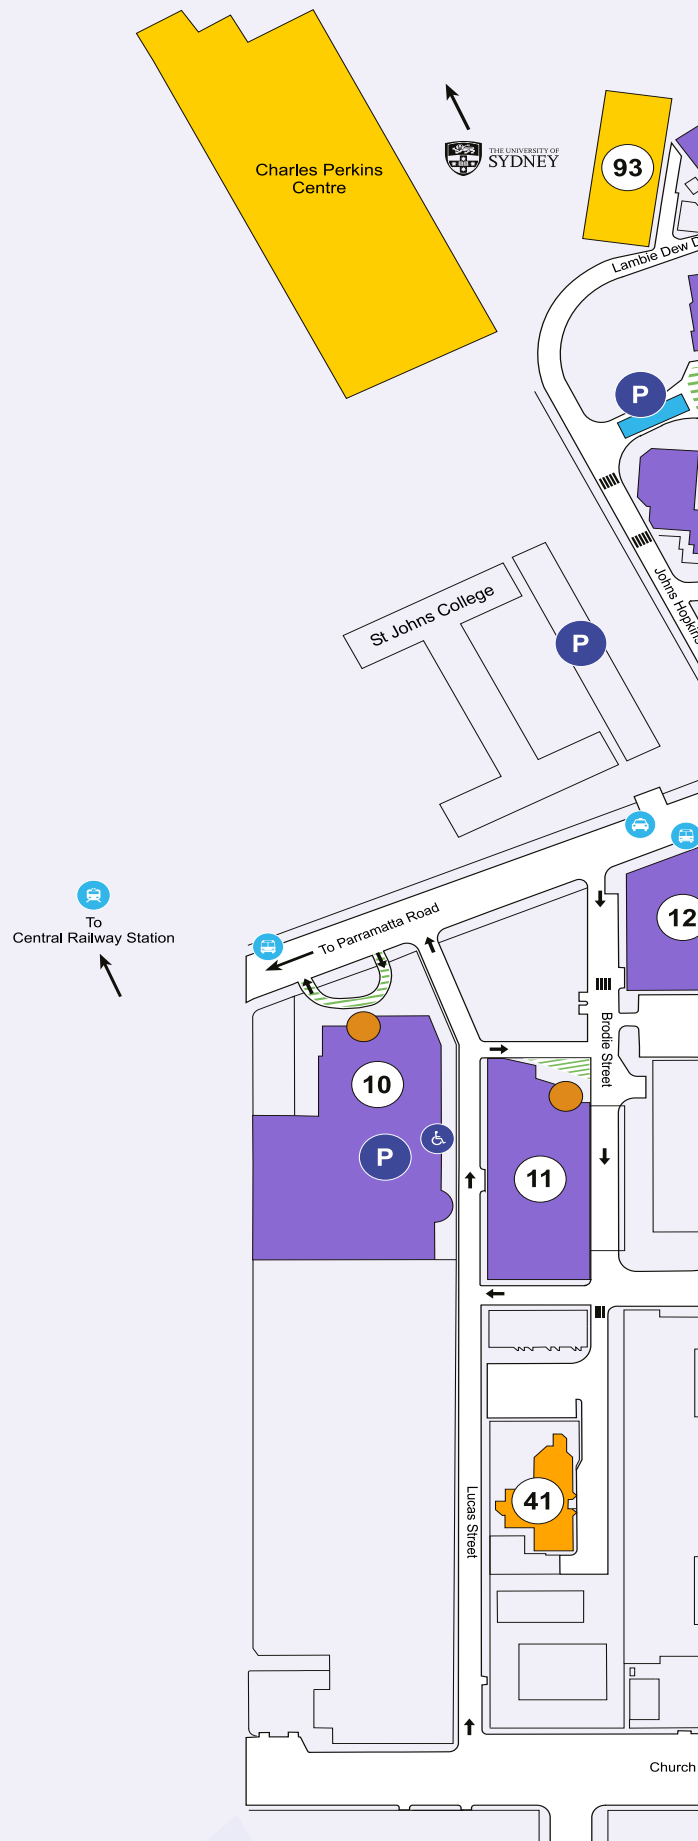 Charles Perkins
Centre
THE UNIVERSITY OF
SYDNEY
93
Lambie Dew
P
Johns Hopkins
St Johns College
P
12
To
Central Railway Station
To Parramatta Road
Brodie Street
10
P
11
Lucas Street
41
Church